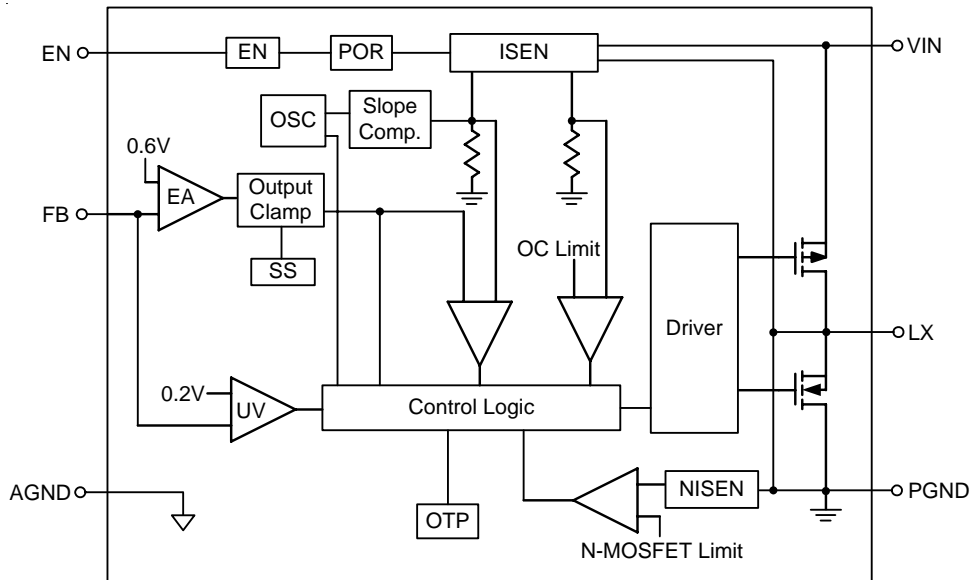 EN
EN
POR
ISEN
VIN
OSC
Slope
Comp.
0.6V
EA
Output
Clamp
FB
SS
OC Limit
Driver
LX
0.2V
UV
Control Logic
AGND
OTP
NISEN
PGND
N-MOSFET Limit